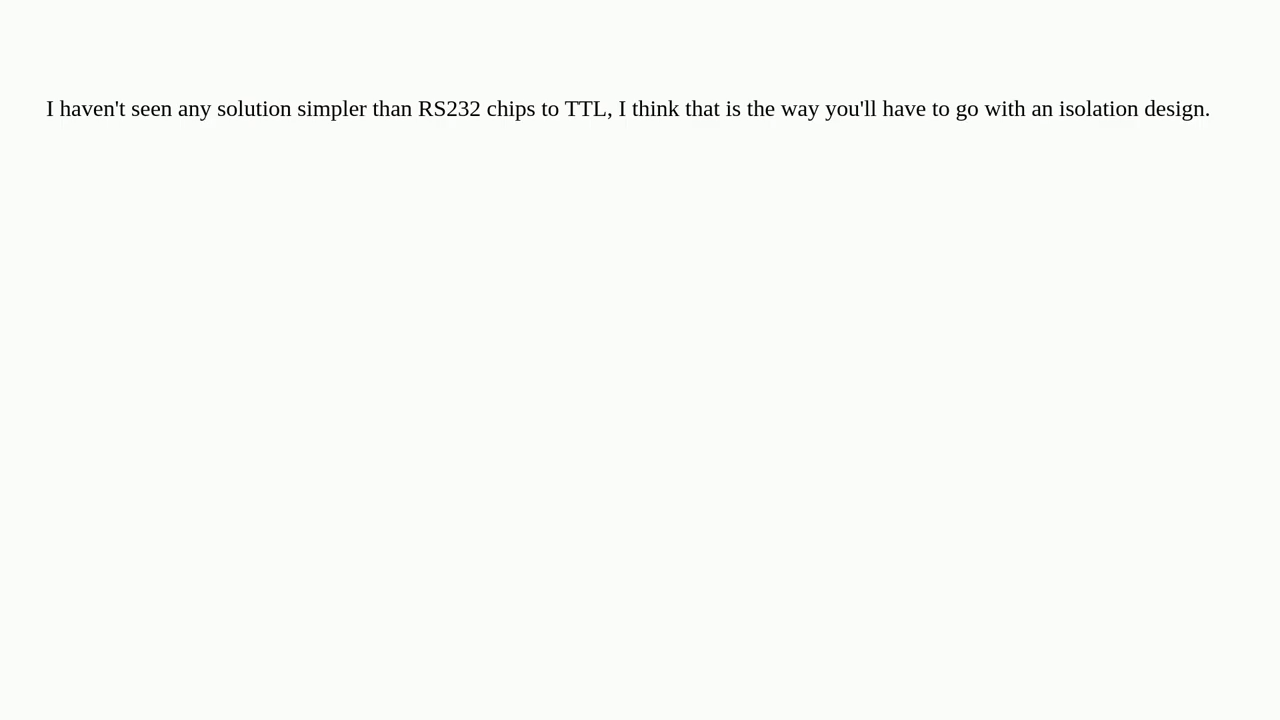 I haven't seen any solution simpler than RS232 chips to TTL, I think that is the way you'll have to go with an isolation design.